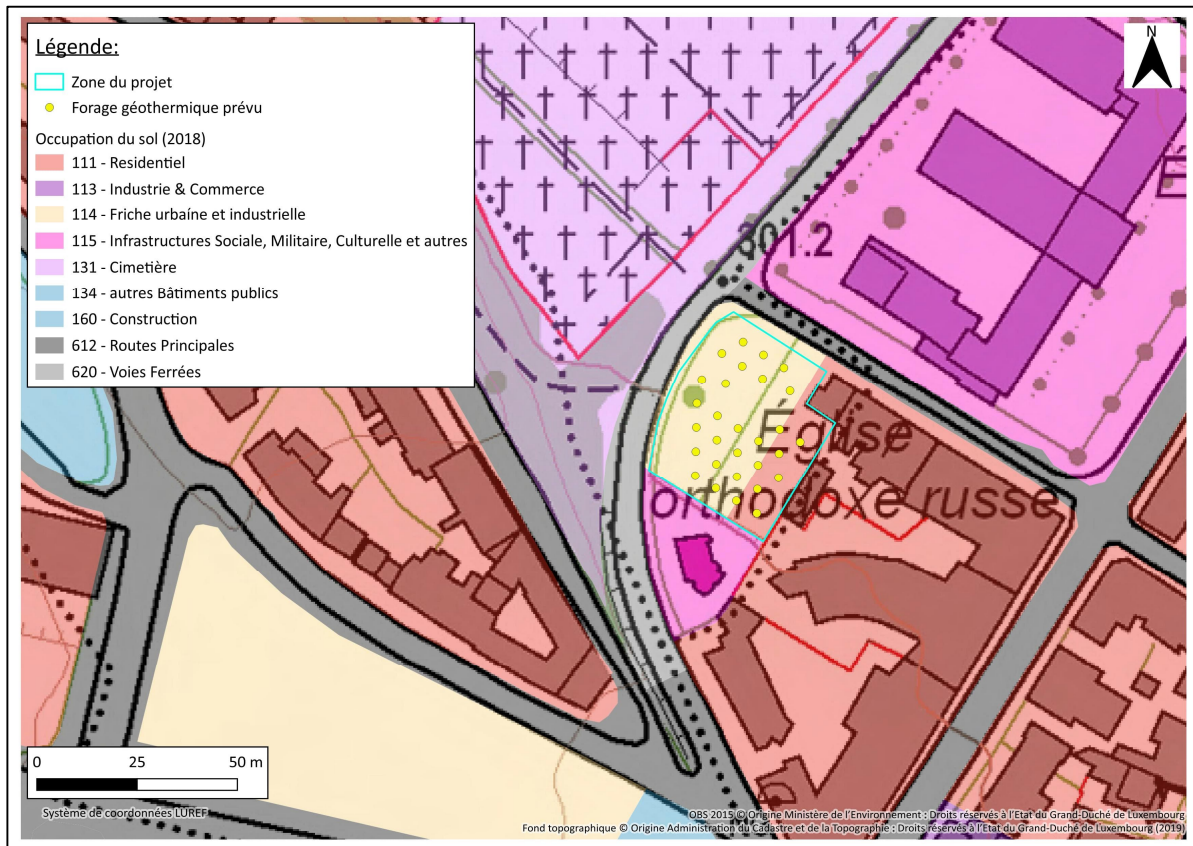 Légende:
Zone du projet
Forage géothermique prévu
Occupation du sol (2018)
111 - Residentiel
113 - Industrie & Commerce
114 - Friche urbaíne et industrielle
115 - Infrastructures Sociale, Militaire, Culturelle et autres
131 - Cimetière
134 - autres Bâtiments publics
160 - Construction
612 - Routes Principales
620 - Voies Ferrées
N
301.2
É
Église
orthodoxe russe
0 25 50 m
Système de coordonnées LUREF
OBS 2015 © Origine Ministère de l'Environnement : Droits réservés à l'Etat du Grand-Duché de Luxembourg
Fond topographique © Origine Administration du Cadastre et de la Topographie : Droits réservés à l'Etat du Grand-Duché de Luxembourg (2019)